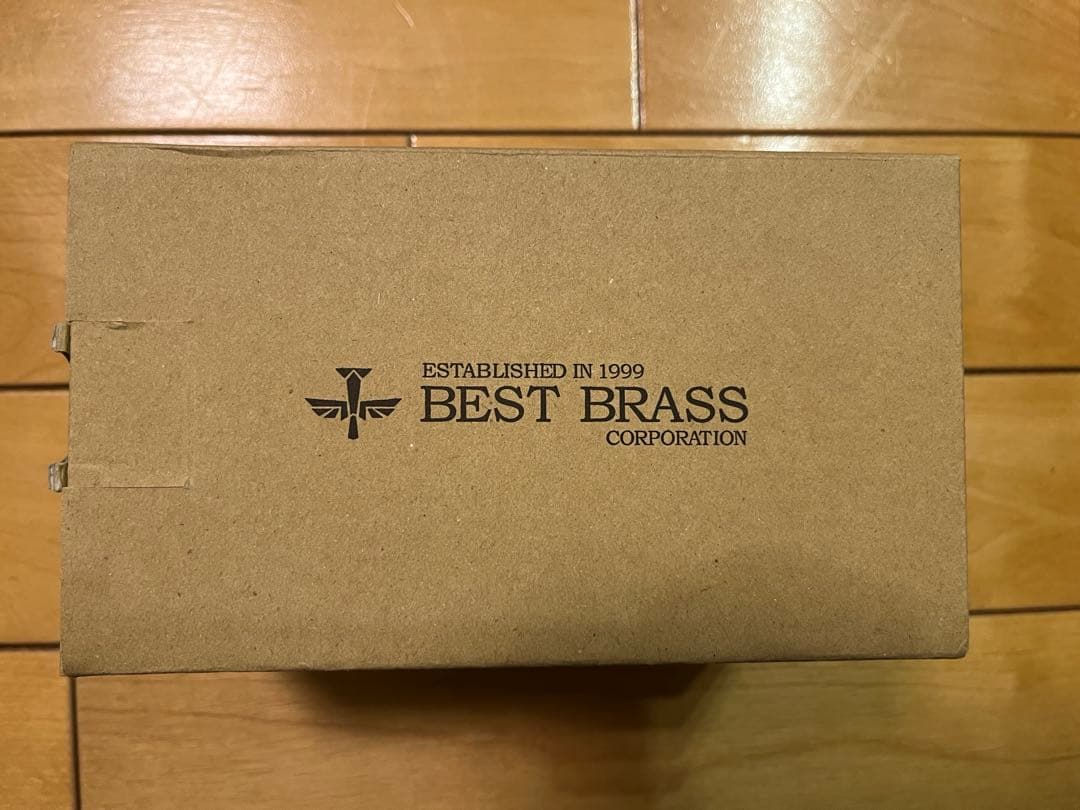 ESTABLISHED IN 1999
BEST BRASS
CORPORATION